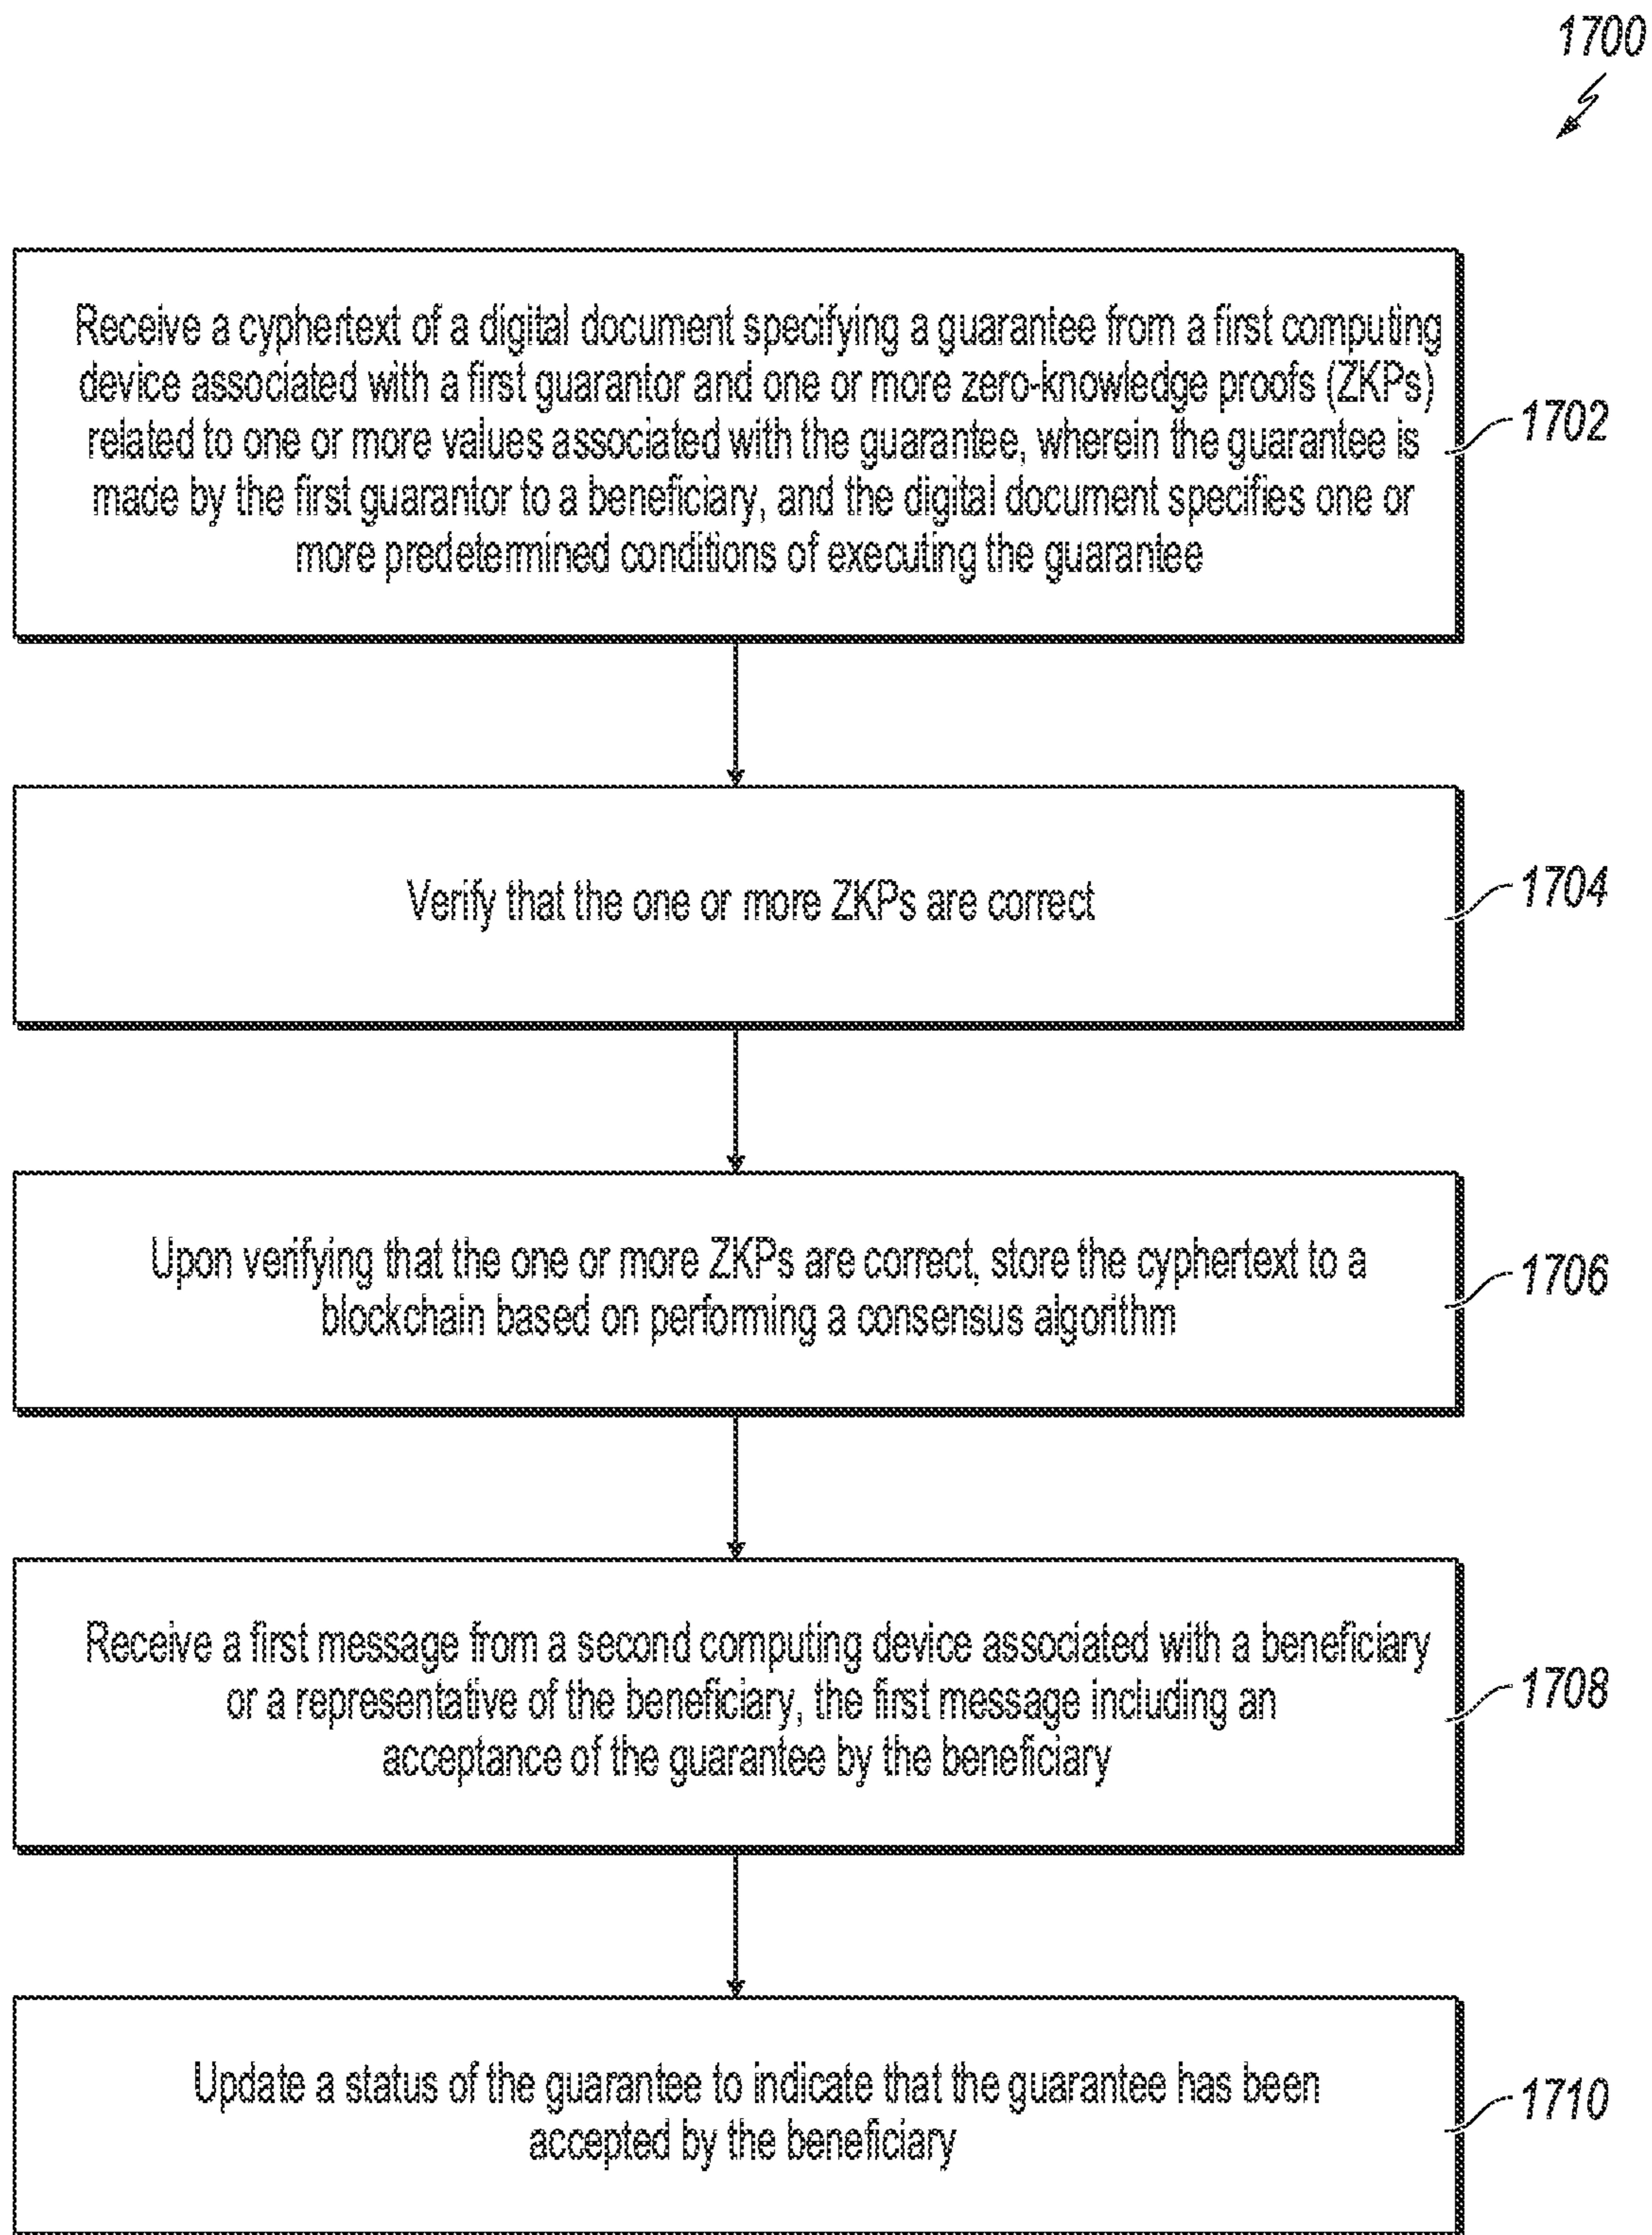 1700
Receive a cyphertext of a digital document specifying a guarantee from a first computing
device associated with a first guarantor and one or more zero-knowledge proofs (ZKPs)
related to one or more values associated with the guarantee, wherein the guarantee is
made by the first guarantor to a beneficiary, and the digital document specifies one or
more predetermined conditions of executing the guarantee
1702
Verify that the one or more ZKPs are correct
1704
Upon verifying that the one or more ZKPs are correct, store the cyphertext to a
blockchain based on performing a consensus algorithm
1706
Receive a first message from a second computing device associated with a beneficiary
or a representative of the beneficiary, the first message including an
acceptance of the guarantee by the beneficiary
1708
Update a status of the guarantee to indicate that the guarantee has been
accepted by the beneficiary
1710